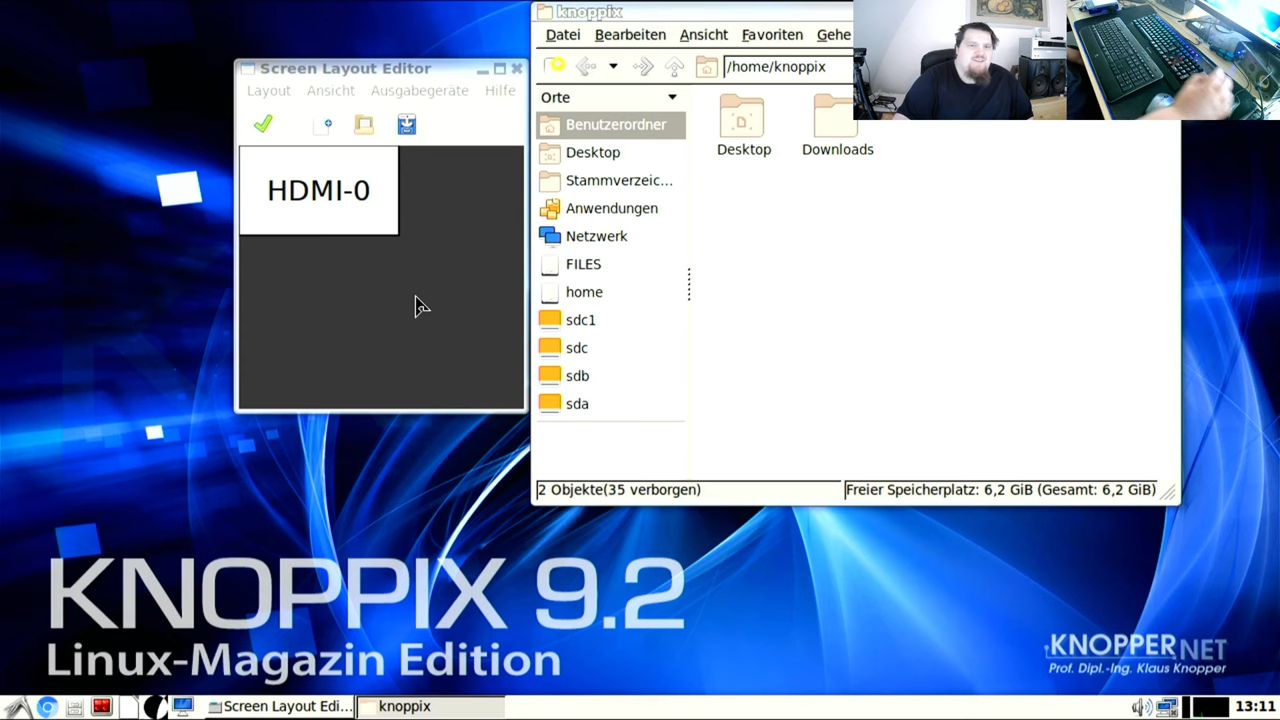 knoppix
Datei Bearbeiten Ansicht Favoriten Gehe
/home/knoppix
Screen Layout Editor
Layout Ansicht Ausgabegeräte Hilfe
HDMI-0
Orte
Benutzerordner
Desktop
Stammverzeic...
Anwendungen
Netzwerk
FILES
home
sdc1
sdc
sdb
sda
Desktop
Downloads
2 Objekte(35 verborgen)
Freier Speicherplatz: 6,2 GiB (Gesamt: 6,2 GiB)
KNOPPIX 9.2
Linux-Magazin Edition
KNOPPER.NET
Prof. Dipl.-Ing. Klaus Knopper
Screen Layout Edi...
knoppix
13:11